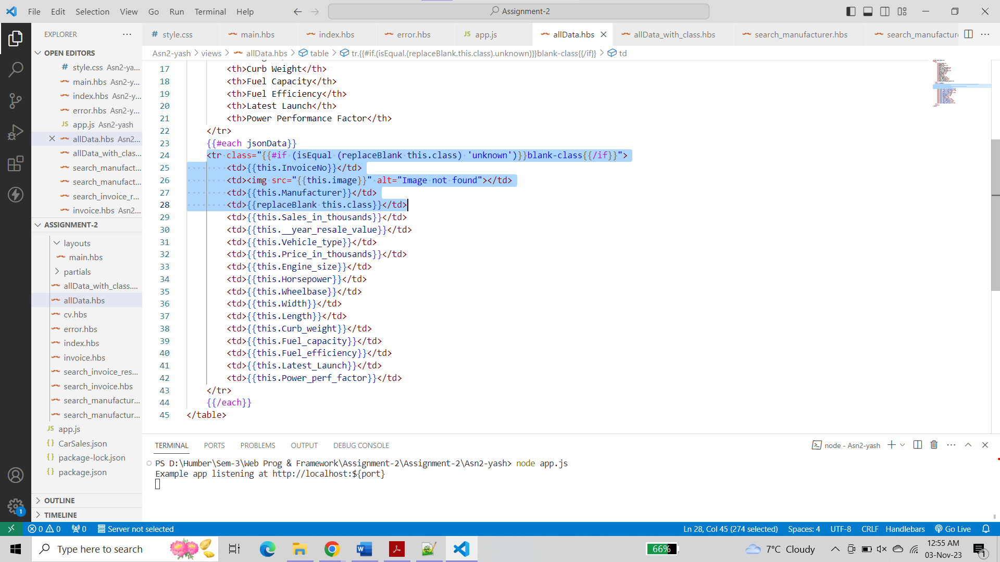 File Edit Selection View Go Run Terminal Help
Assignment-2
EXPLORER
style.css
main.hbs
index.hbs
error.hbs
JS app.js
allData.hbs
allData_with_class.hbs
search_manufacturer.hbs
search_manufactur
OPEN EDITORS
# style.css Asn2-ya...
main.hbs Asn2-y...
index.hbs Asn2-y...
error.hbs Asn2-y...
JS app.js Asn2-yash
allData.hbs Asn2...
allData_with_clas...
search_manufact...
search_manufact...
search_invoice_r...
invoice.hbs Asn2...
ASSIGNMENT-2
layouts
main.hbs
partials
allData_with_class....
allData.hbs
cv.hbs
error.hbs
index.hbs
invoice.hbs
search_invoice_res...
search_invoice.hbs
search_manufactur...
search_manufactur...
JS app.js
{} CarSales.json
{} package-lock.json
{} package.json
OUTLINE
TIMELINE
Asn2-yash > views > allData.hbs > table > tr.{{#if.(isEqual.(replaceBlank.this.class).unknown)}}blank-class{{/if}} > td
17 <th>Curb Weight</th>
18 <th>Fuel Capacity</th>
19 <th>Fuel Efficiency</th>
20 <th>Latest Launch</th>
21 <th>Power Performance Factor</th>
22 </tr>
23 {{#each jsonData}}
24 <tr class="{{#if (isEqual (replaceBlank this.class) 'unknown')}}blank-class{{/if}}">
25 <td>{{this.InvoiceNo}}</td>
26 <td><img src="{{this.image}}" alt="Image not found"></td>
27 <td>{{this.Manufacturer}}</td>
28 <td>{{replaceBlank this.class}}</td>
29 <td>{{this.Sales_in_thousands}}</td>
30 <td>{{this.__year_resale_value}}</td>
31 <td>{{this.Vehicle_type}}</td>
32 <td>{{this.Price_in_thousands}}</td>
33 <td>{{this.Engine_size}}</td>
34 <td>{{this.Horsepower}}</td>
35 <td>{{this.Wheelbase}}</td>
36 <td>{{this.Width}}</td>
37 <td>{{this.Length}}</td>
38 <td>{{this.Curb_weight}}</td>
39 <td>{{this.Fuel_capacity}}</td>
40 <td>{{this.Fuel_efficiency}}</td>
41 <td>{{this.Latest_Launch}}</td>
42 <td>{{this.Power_perf_factor}}</td>
43 </tr>
44 {{/each}}
45 </table>
TERMINAL PORTS PROBLEMS OUTPUT DEBUG CONSOLE
node - Asn2-yash
PS D:\Humber\Sem-3\Web Prog & Framework\Assignment-2\Assignment-2\Asn2-yash> node app.js
Example app listening at http://localhost:${port}
1
0 0 0 Server not selected
Ln 28, Col 45 (274 selected) Spaces: 4 UTF-8 CRLF Handlebars Go Live
Type here to search
66%
7°C Cloudy
12:55 AM
03-Nov-23
1